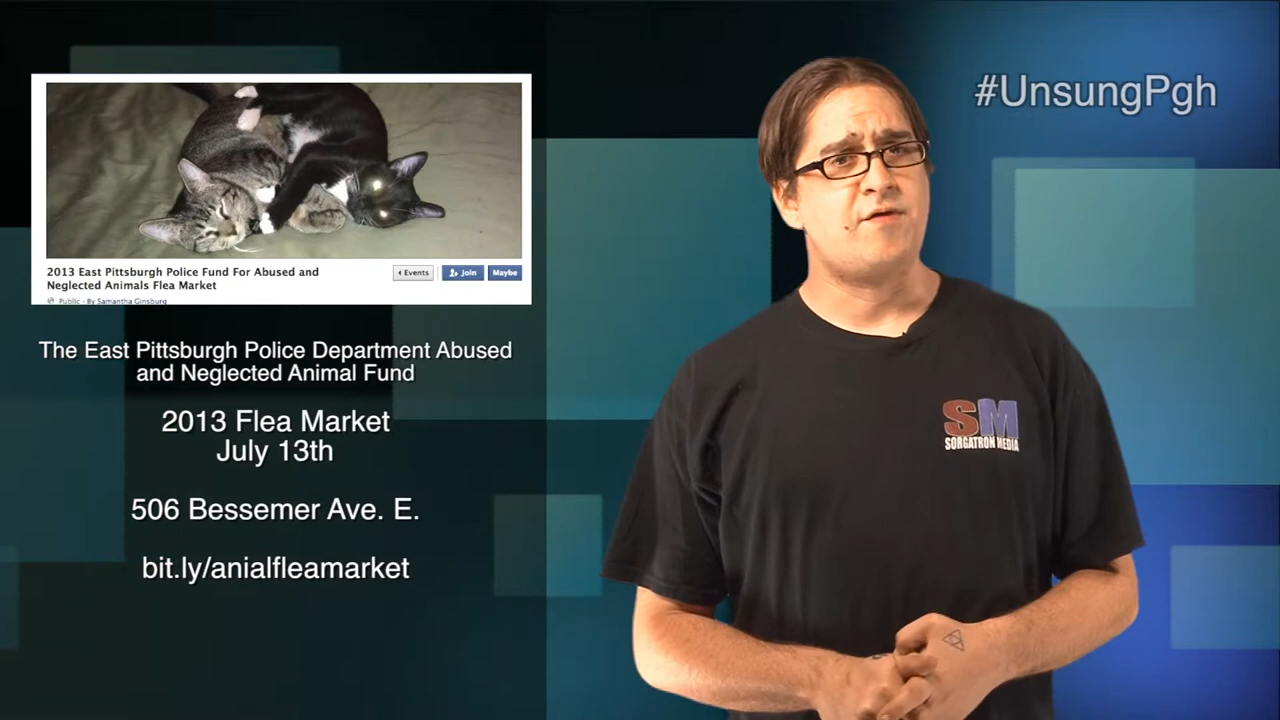 #UnsungPgh
2013 East Pittsburgh Police Fund For Abused and
Neglected Animals Flea Market
Events
Join
Maybe
Public · By Samantha Ginsburg
The East Pittsburgh Police Department Abused
and Neglected Animal Fund
2013 Flea Market
July 13th
506 Bessemer Ave. E.
bit.ly/anialfleamarket
SM
SORGATRON MEDIA